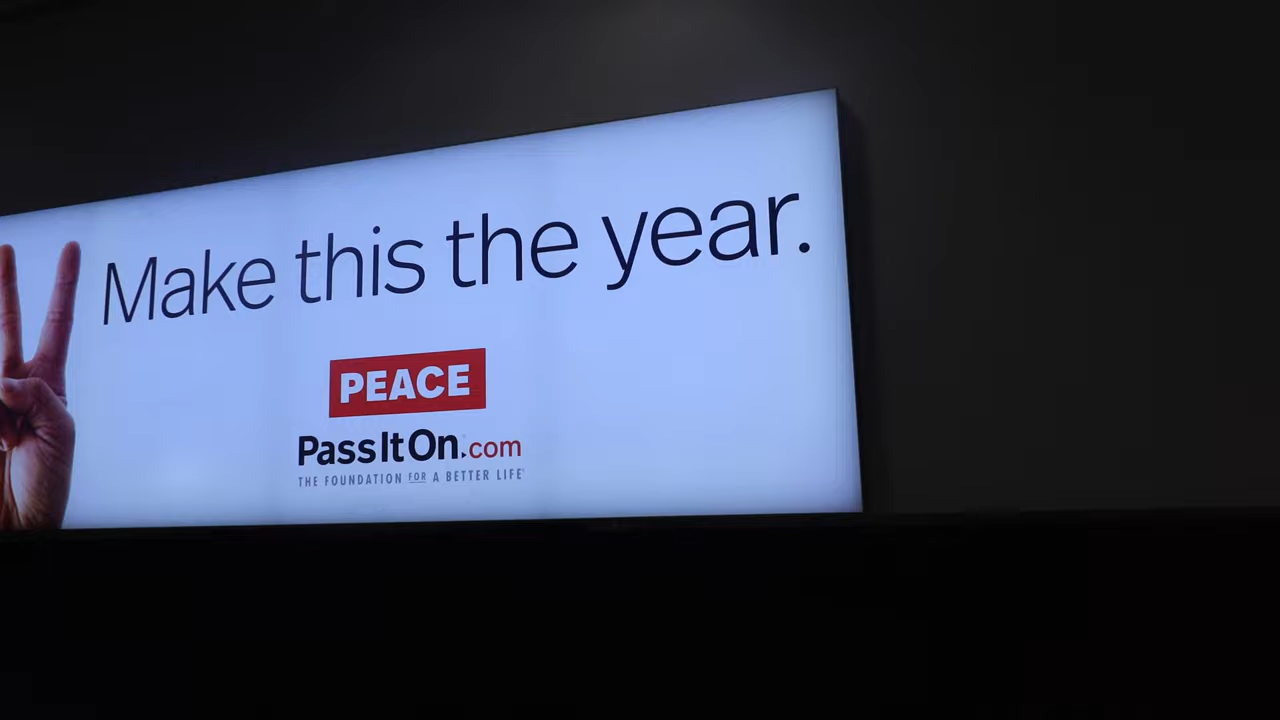 Make this the year.
PEACE
PassItOn.com
THE FOUNDATION FOR A BETTER LIFE